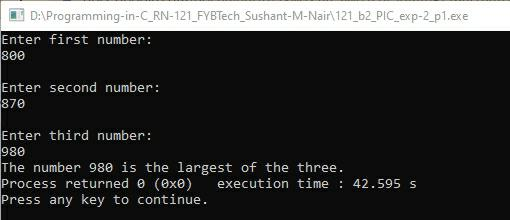 D:\Programming-in-C_RN-121_FYBTech_Sushant-M-Nair\121_b2_PIC_exp-2_p1.exe
Enter first number:
800
Enter second number:
870
Enter third number:
980
The number 980 is the largest of the three.
Process returned 0 (0x0)   execution time : 42.595 s
Press any key to continue.